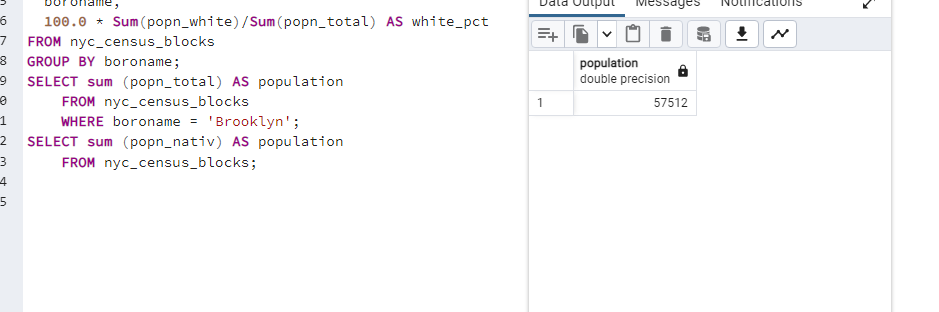 5 boroname,
6 100.0 * Sum(popn_white)/Sum(popn_total) AS white_pct
7 FROM nyc_census_blocks
8 GROUP BY boroname;
9 SELECT sum (popn_total) AS population
0 FROM nyc_census_blocks
1 WHERE boroname = 'Brooklyn';
2 SELECT sum (popn_nativ) AS population
3 FROM nyc_census_blocks;
4
5
Data Output Messages Notifications
population
double precision
1 57512